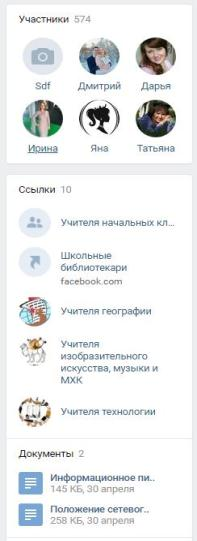 Участники 574
Sdf Дмитрий Дарья
Ирина Яна Татьяна
Ссылки 10
Учителя начальных кл...
Школьные
библиотекари
facebook.com
Учителя географии
Учителя
изобразительного
искусства, музыки и
МХК
Учителя технологии
Документы 2
Информационное пи..
145 КБ, 30 апреля
Положение сетевог..
258 КБ, 30 апреля